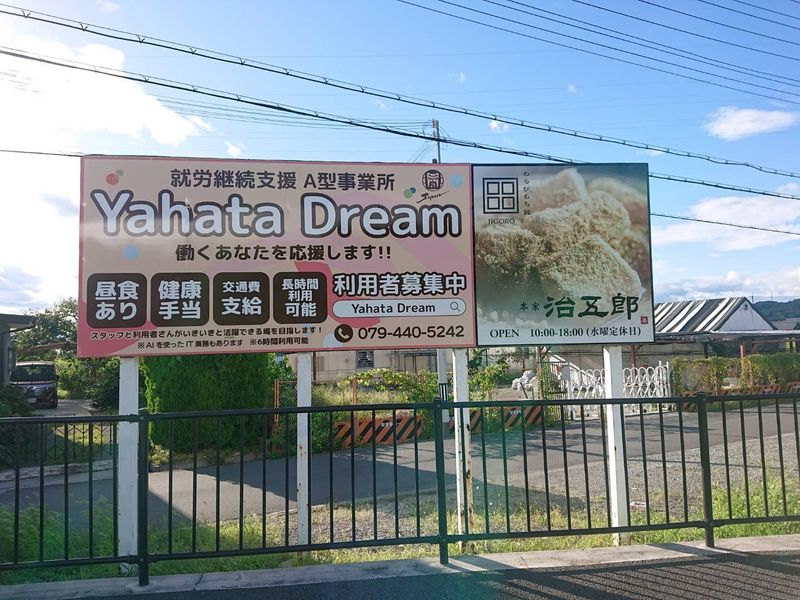 就労継続支援 A型事業所
Yahata Dream
働くあなたを応援します!!
昼食
あり
健康
手当
交通費
支給
長時間
利用
可能
利用者募集中
Yahata Dream
スタッフと利用者さんがいきいきと活躍できる場を目指します!
※AIを使ったIT業務もあります ※6時間利用可能
079-440-5242
わらびもち
JIGORO
本家 治五郎
OPEN 10:00-18:00 (水曜定休日)